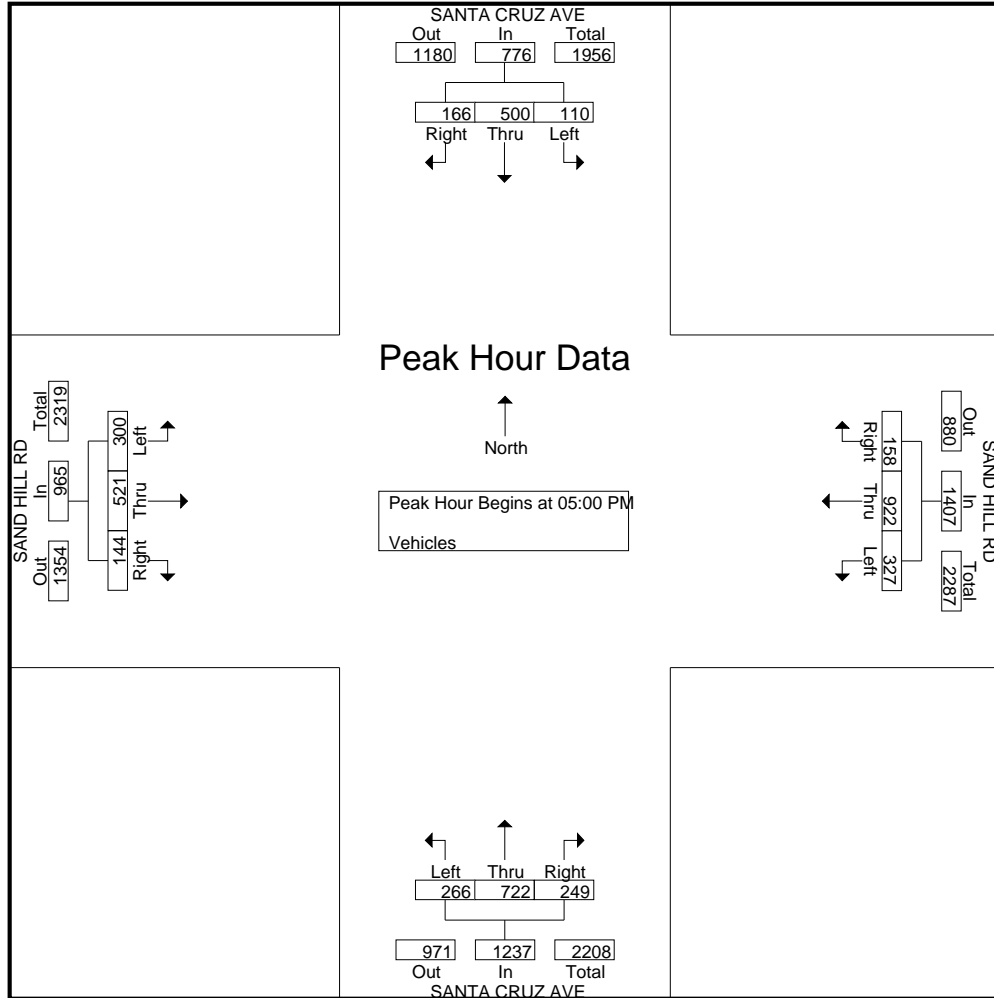 SANTA CRUZ AVE
Out In Total
1180 776 1956
166 500 110
Right Thru Left
Peak Hour Data
North
Peak Hour Begins at 05:00 PM
Vehicles
SAND HILL RD
Total In Out
2319 965 1354
300 521 144
Left Thru Right
Right Thru Left
158 922 327
880 1407 2287
Out In Total
SAND HILL RD
Left Thru Right
266 722 249
971 1237 2208
Out In Total
SANTA CRUZ AVE